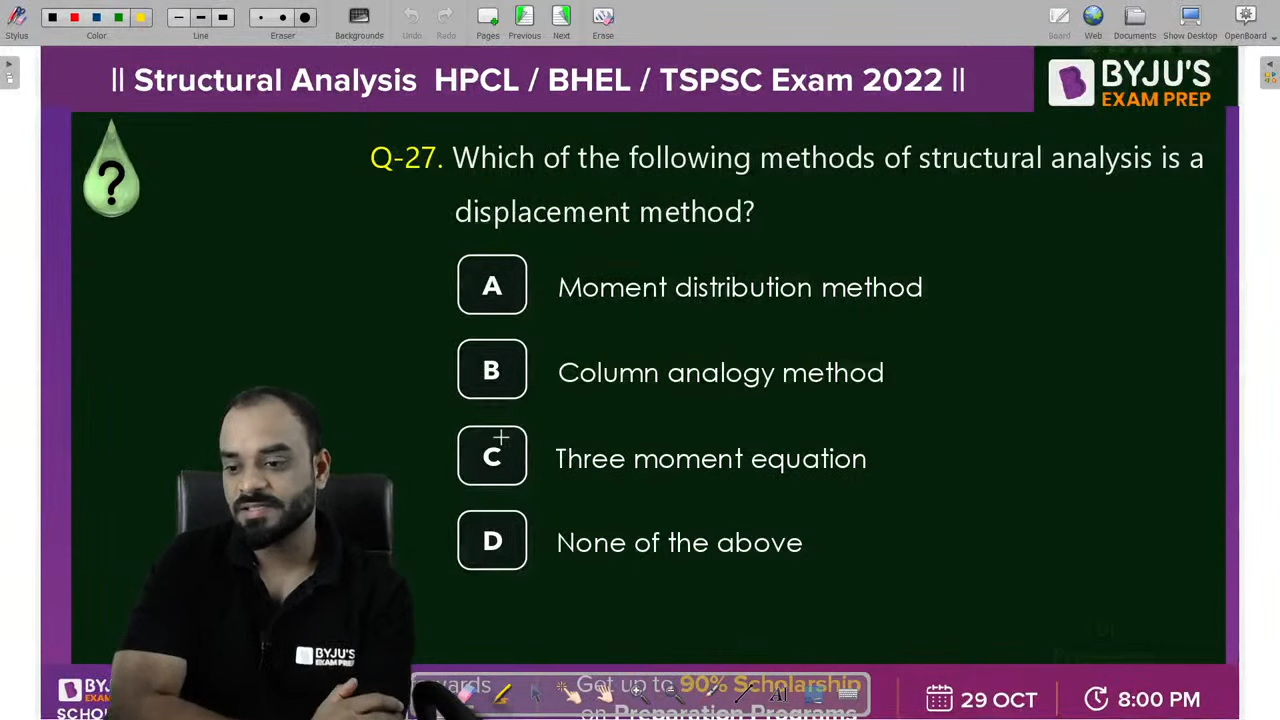 Stylus
Color
Line
Eraser
Backgrounds
Undo
Redo
Pages
Previous
Next
Erase
Board
Web
Documents
Show Desktop
OpenBoard
|| Structural Analysis HPCL / BHEL / TSPSC Exam 2022 ||
B BYJU'S
EXAM PREP
?
Q-27. Which of the following methods of structural analysis is a
displacement method?
A Moment distribution method
B Column analogy method
C Three moment equation
D None of the above
BYJU'S
EXAM PREP
Get up to 90% Scholarship
on Preparation Programs
29 OCT
8:00 PM